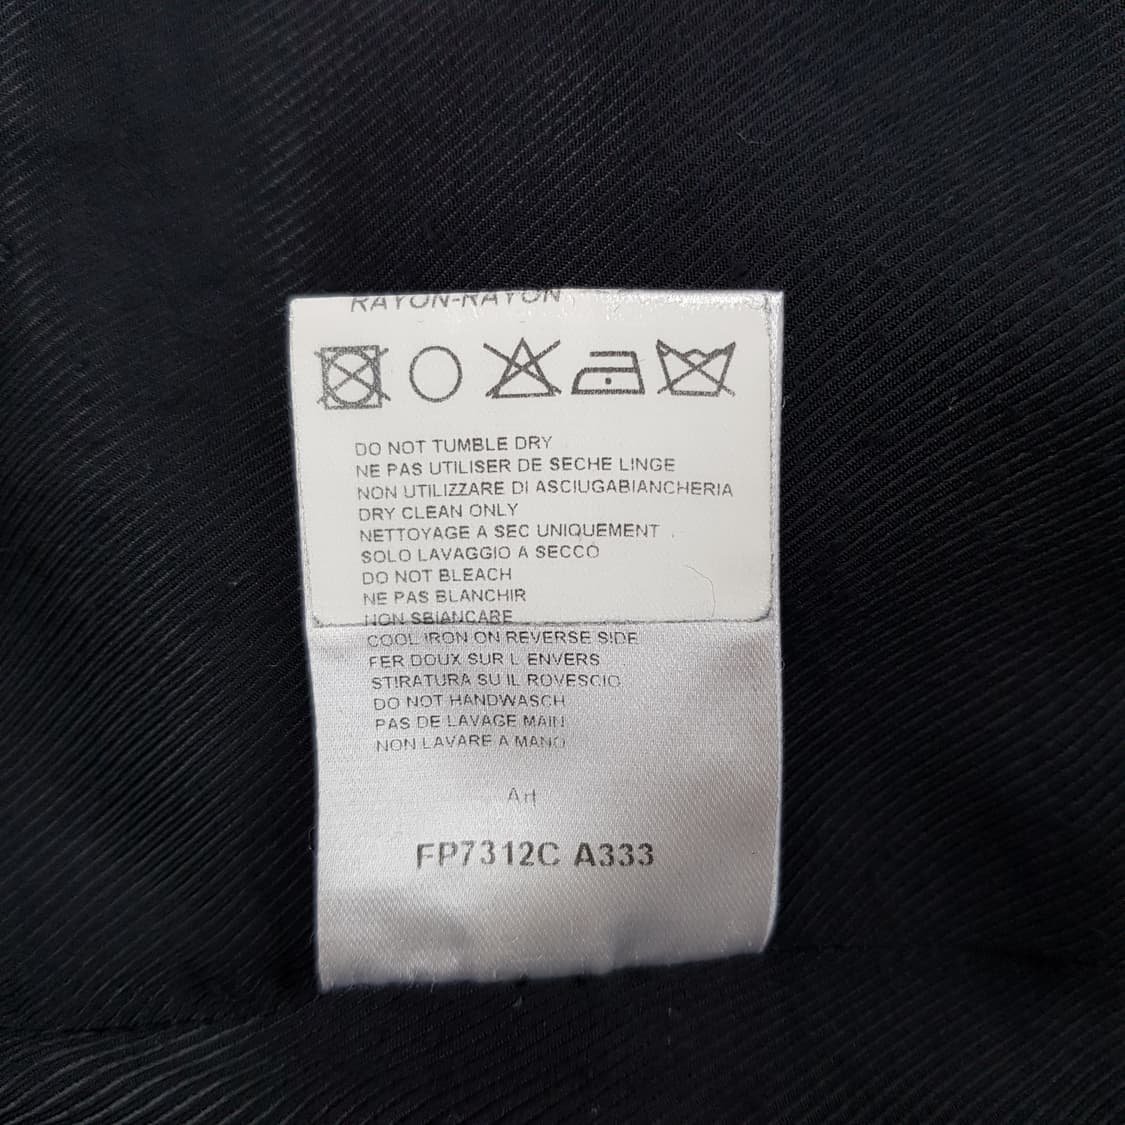 RAYON-RAYON
DO NOT TUMBLE DRY
NE PAS UTILISER DE SECHE LINGE
NON UTILIZZARE DI ASCIUGABIANCHERIA
DRY CLEAN ONLY
NETTOYAGE A SEC UNIQUEMENT
SOLO LAVAGGIO A SECCO
DO NOT BLEACH
NE PAS BLANCHIR
NON SBIANCARE
COOL IRON ON REVERSE SIDE
FER DOUX SUR L ENVERS
STIRATURA SU IL ROVESCIO
DO NOT HANDWASCH
PAS DE LAVAGE MAIN
NON LAVARE A MANO
Art
FP7312C A333